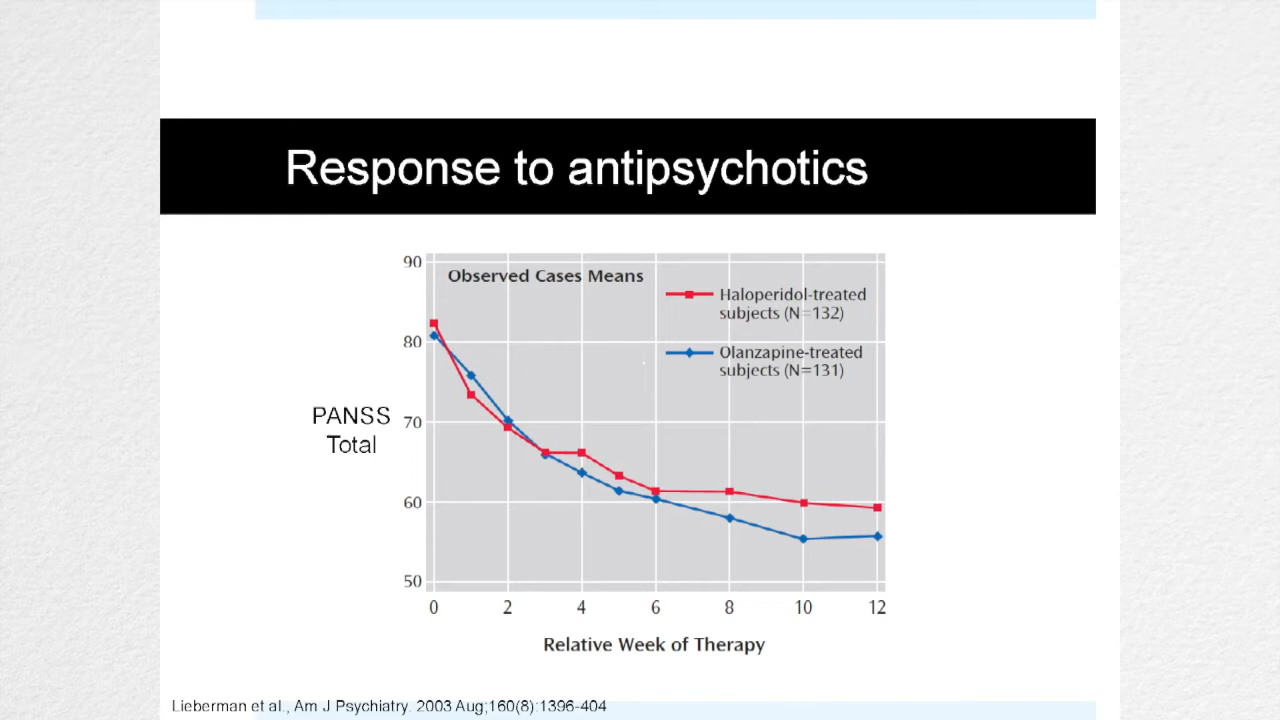 Response to antipsychotics
90
Observed Cases Means
Haloperidol-treated
subjects (N=132)
80
Olanzapine-treated
subjects (N=131)
PANSS
Total
70
60
50
0 2 4 6 8 10 12
Relative Week of Therapy
Lieberman et al., Am J Psychiatry. 2003 Aug;160(8):1396-404